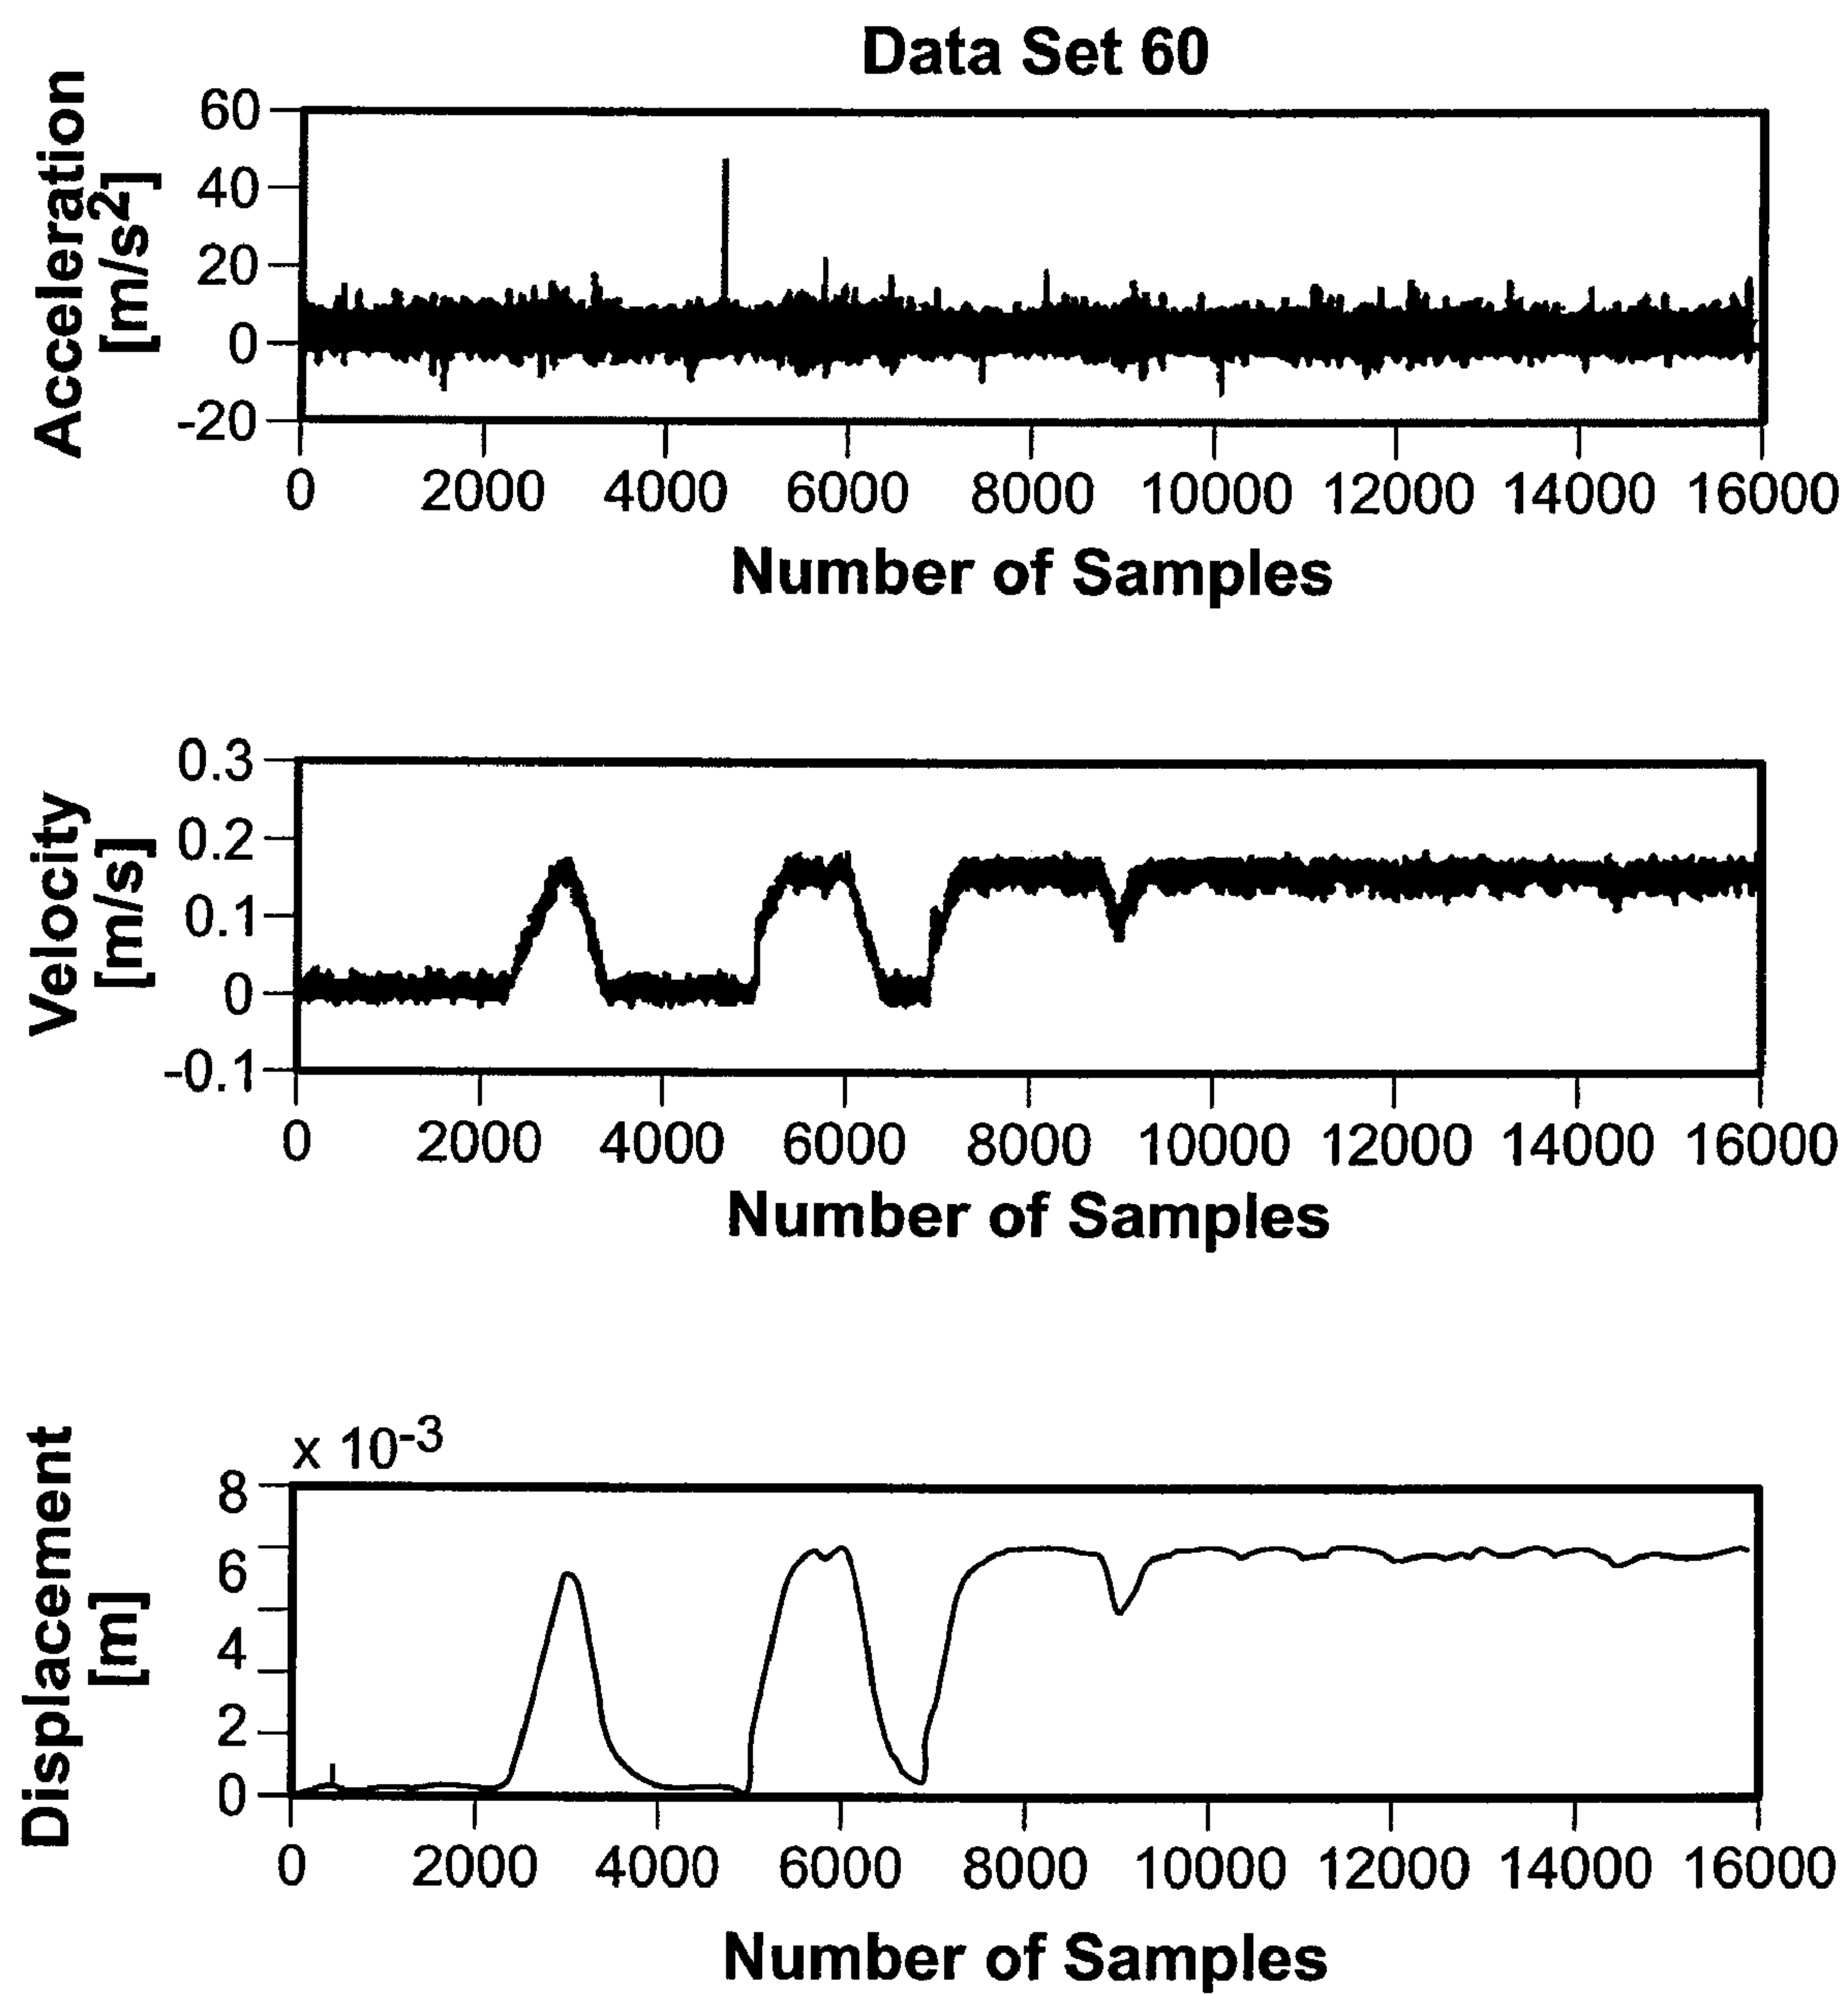 Data Set 60
Acceleration
[m/s2]
60
40
20
0
-20
0 2000 4000 6000 8000 10000 12000 14000 16000
Number of Samples
Velocity
[m/s]
0.3
0.2
0.1
0
-0.1
0 2000 4000 6000 8000 10000 12000 14000 16000
Number of Samples
Displacement
[m]
x 10-3
8
6
4
2
0
0 2000 4000 6000 8000 10000 12000 14000 16000
Number of Samples